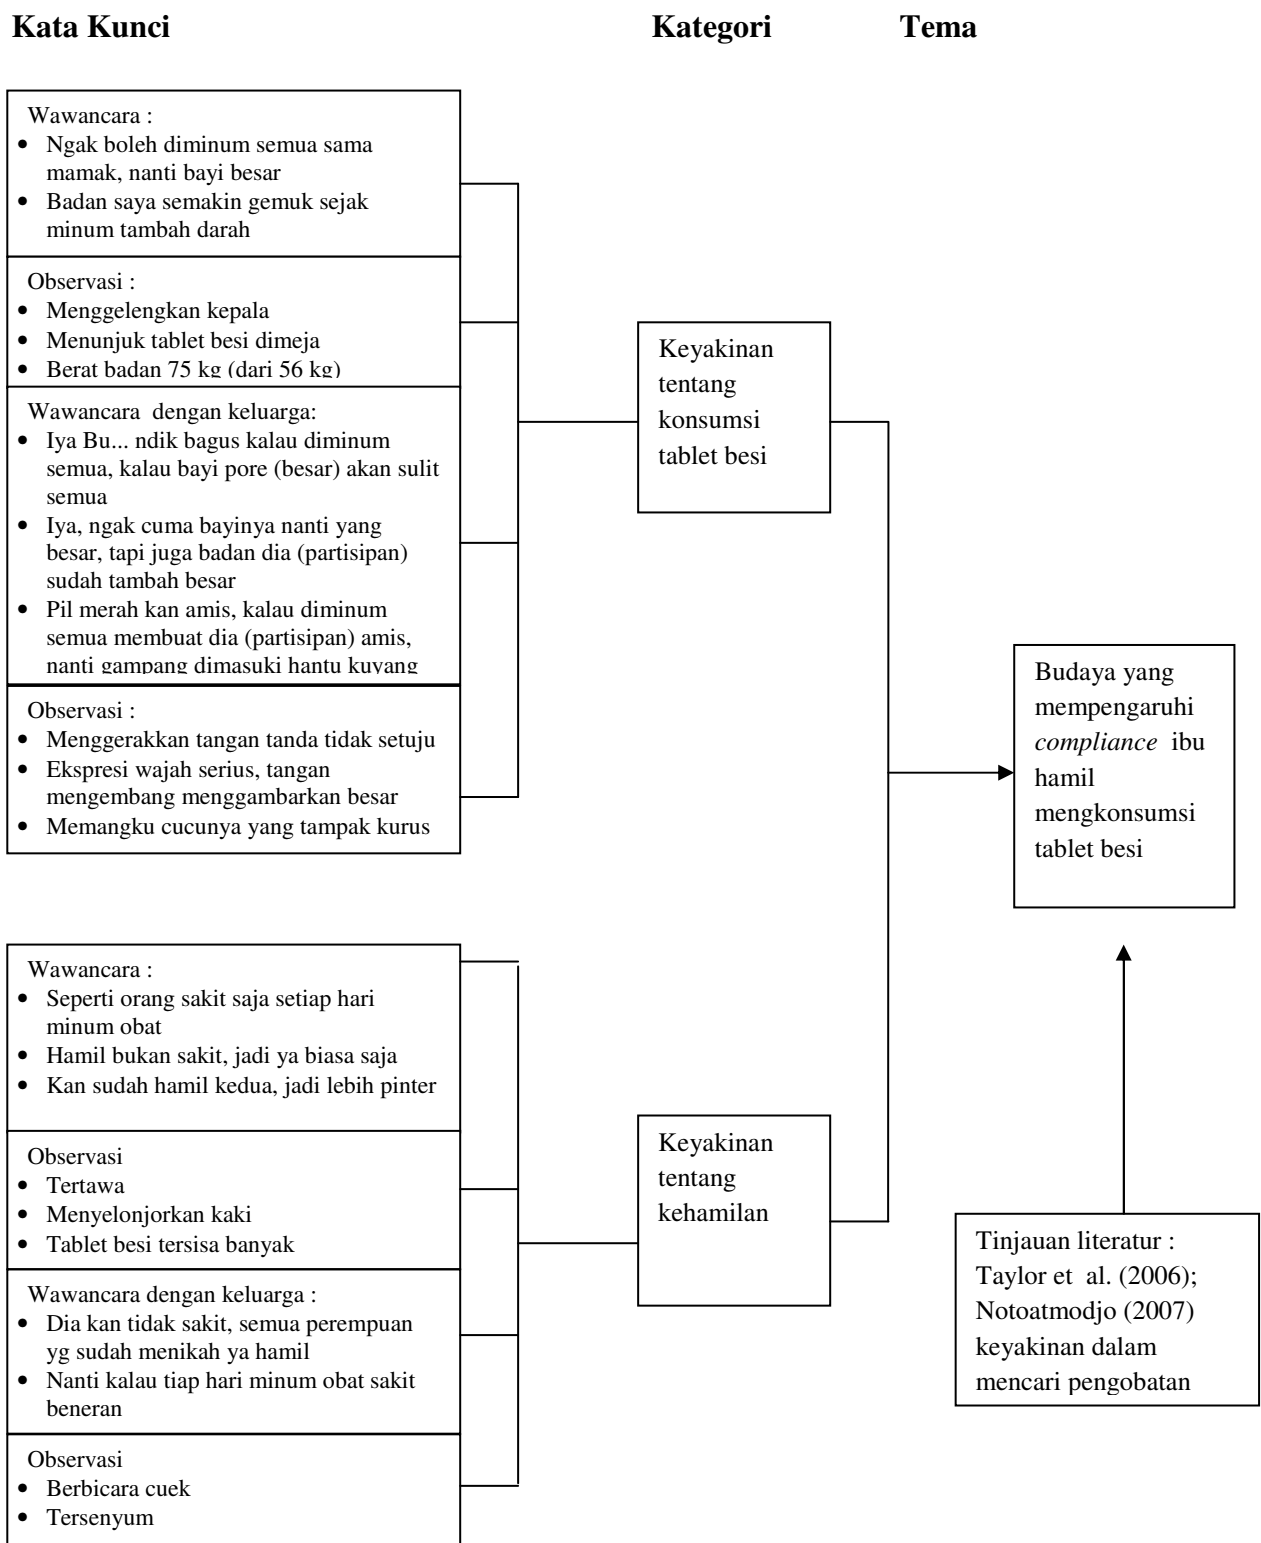 Kata Kunci
Kategori
Tema
Wawancara :
• Ngak boleh diminum semua sama
mamak, nanti bayi besar
• Badan saya semakin gemuk sejak
minum tambah darah
Observasi :
• Menggelengkan kepala
• Menunjuk tablet besi dimeja
• Berat badan 75 kg (dari 56 kg)
Wawancara dengan keluarga:
• Iya Bu... ndik bagus kalau diminum
semua, kalau bayi pore (besar) akan sulit
semua
• Iya, ngak cuma bayinya nanti yang
besar, tapi juga badan dia (partisipan)
sudah tambah besar
• Pil merah kan amis, kalau diminum
semua membuat dia (partisipan) amis,
nanti gampang dimasuki hantu kuyang
Observasi :
• Menggerakkan tangan tanda tidak setuju
• Ekspresi wajah serius, tangan
mengembang menggambarkan besar
• Memangku cucunya yang tampak kurus
Keyakinan
tentang
konsumsi
tablet besi
Budaya yang
mempengaruhi
compliance ibu
hamil
mengkonsumsi
tablet besi
Wawancara :
• Seperti orang sakit saja setiap hari
minum obat
• Hamil bukan sakit, jadi ya biasa saja
• Kan sudah hamil kedua, jadi lebih pinter
Observasi
• Tertawa
• Menyelonjorkan kaki
• Tablet besi tersisa banyak
Wawancara dengan keluarga :
• Dia kan tidak sakit, semua perempuan
yg sudah menikah ya hamil
• Nanti kalau tiap hari minum obat sakit
beneran
Observasi
• Berbicara cuek
• Tersenyum
Keyakinan
tentang
kehamilan
Tinjauan literatur :
Taylor et al. (2006);
Notoatmodjo (2007)
keyakinan dalam
mencari pengobatan